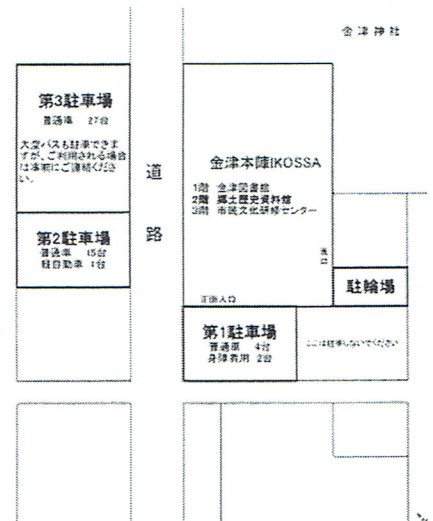 金津神社
第3駐車場
普通車 27台
大型バスも駐車できま
すが、ご利用される場合
は事前にご連絡くださ
い。
道
路
金津本陣IKOSSA
1階 金津図書館
2階 郷土歴史資料館
3階 市民文化研修センター
第2駐車場
普通車 15台
軽自動車 1台
駐輪場
正面入口
第1駐車場
普通車 4台
身障者用 2台
ここは駐車しないでください